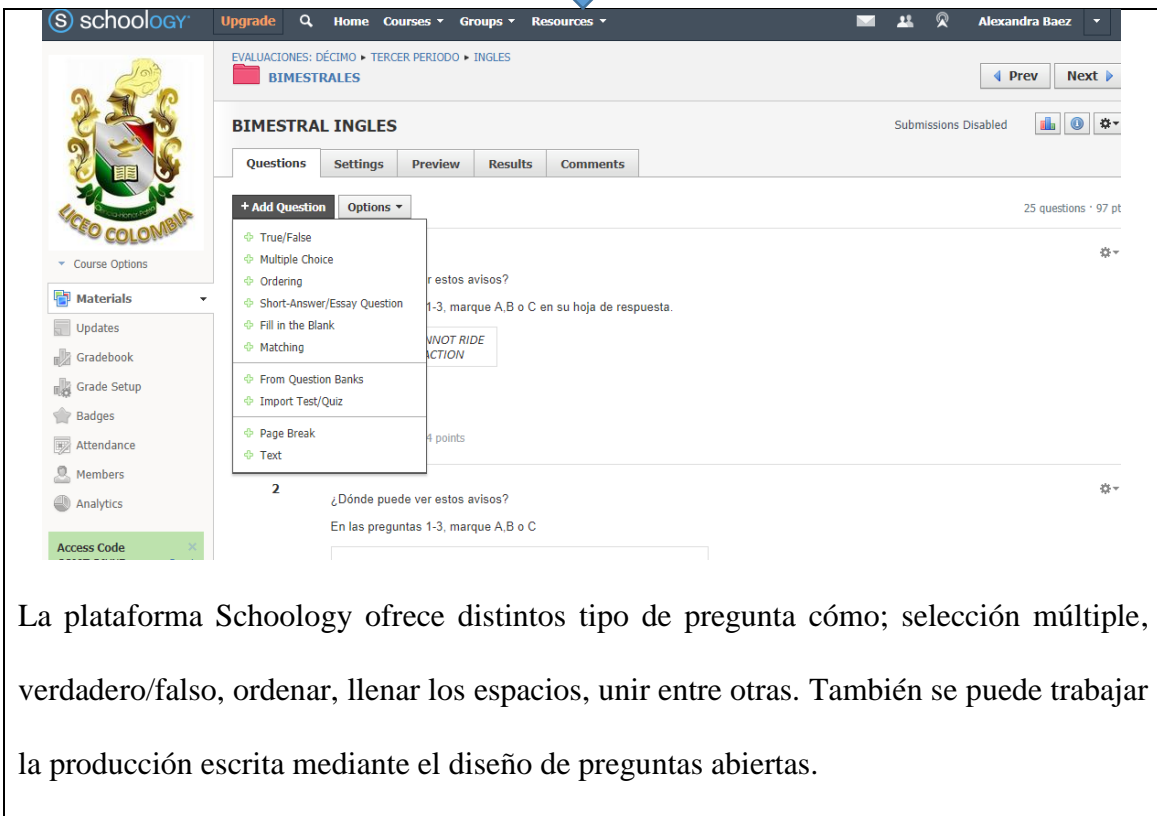 S schoology Upgrade Home Courses Groups Resources Alexandra Baez
EVALUACIONES: DÉCIMO ▸ TERCER PERIODO ▸ INGLES
BIMESTRALES
Prev Next
BIMESTRAL INGLES Submissions Disabled
Questions Settings Preview Results Comments
+ Add Question Options 25 questions · 97 pt
True/False
Multiple Choice
Ordering r estos avisos?
Short-Answer/Essay Question 1-3, marque A,B o C en su hoja de respuesta.
Fill in the Blank
Matching NNOT RIDE
ACTION
From Question Banks
Import Test/Quiz
Page Break 4 points
Text
2
¿Dónde puede ver estos avisos?
En las preguntas 1-3, marque A,B o C
LICEO COLOMBIA
Course Options
Materials
Updates
Gradebook
Grade Setup
Badges
Attendance
Members
Analytics
Access Code
La plataforma Schoology ofrece distintos tipo de pregunta cómo; selección múltiple,
verdadero/falso, ordenar, llenar los espacios, unir entre otras. También se puede trabajar
la producción escrita mediante el diseño de preguntas abiertas.